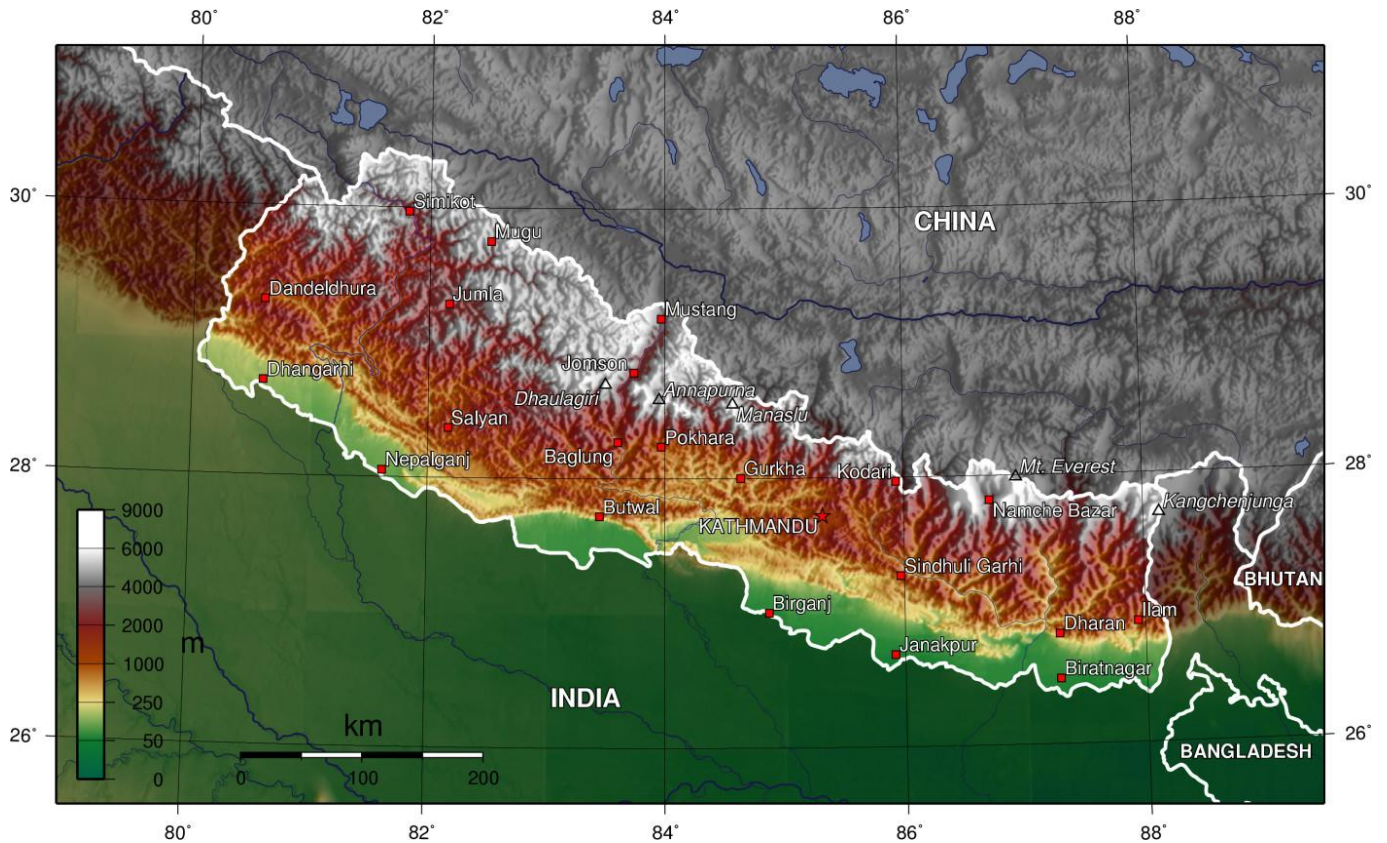 80° 82° 84° 86° 88°
30° 30°
CHINA
Simikot
Mugu
Dandeldhura
Jumla
Mustang
Dhangarhi
Jomson
Dhaulagiri
Annapurna
Manaslu
Salyan
Pokhara
Baglung
Nepalganj
Gurkha
Kodari
Mt. Everest
28° 28°
Namche Bazar
Kangchenjunga
Butwal
KATHMANDU
Sindhuli Garhi
BHUTAN
Birganj
Ilam
Dharan
Janakpur
Biratnagar
9000
6000
4000
2000
m
1000
250
50
0
INDIA
km
0 100 200
26° 26°
BANGLADESH
80° 82° 84° 86° 88°